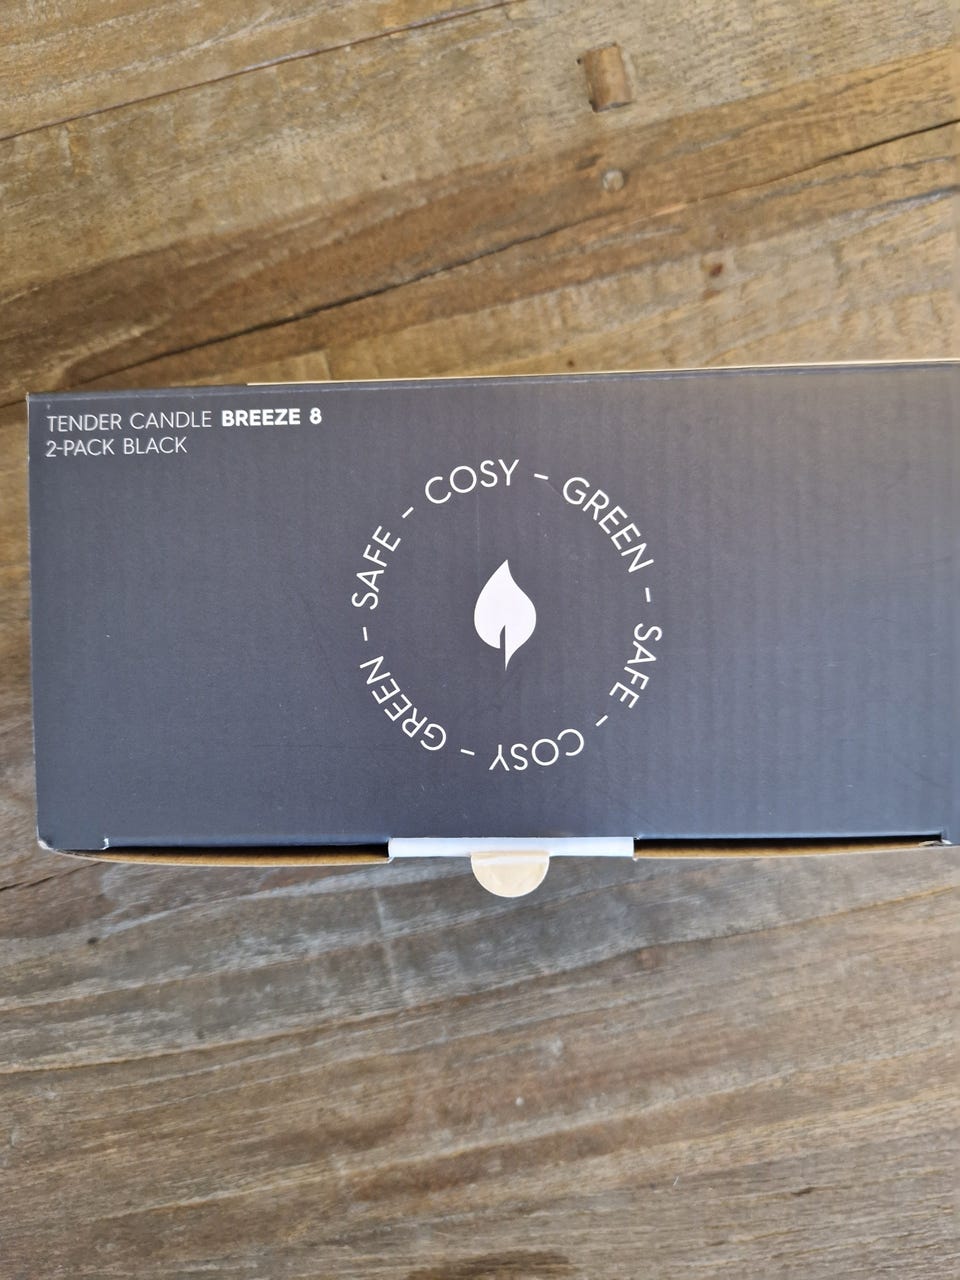 TENDER CANDLE BREEZE 8
2-PACK BLACK
COSY - GREEN - SAFE - COSY - GREEN - SAFE -